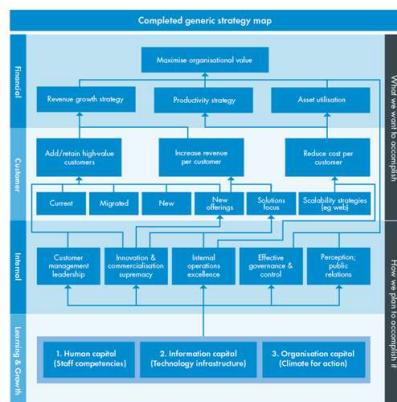 Completed generic strategy map
Financial
Maximise organisational value
Revenue growth strategy
Productivity strategy
Asset utilisation
What we want to accomplish
Customer
Add/retain high-value
customers
Increase revenue
per customer
Reduce cost per
customer
Current
Migrated
New
New
offerings
Solutions
focus
Scalability strategies
(eg web)
Internal
Customer
management
leadership
Innovation &
commercialisation
supremacy
Internal
operations
excellence
Effective
governance &
control
Perception;
public
relations
How we plan to accomplish it
Learning & Growth
1. Human capital
(Staff competencies)
2. Information capital
(Technology infrastructure)
3. Organisation capital
(Climate for action)